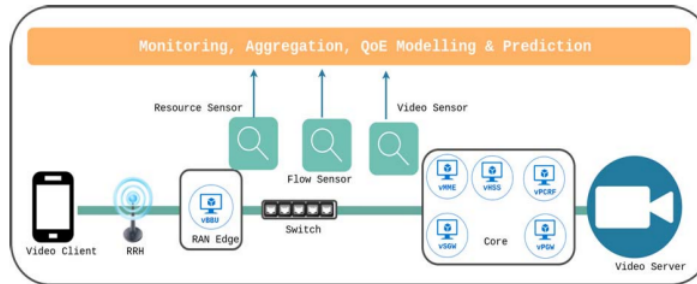 Monitoring, Aggregation, QoE Modelling & Prediction
Resource Sensor
Video Sensor
Flow Sensor
vMME
vHSS
vPCRF
vBBU
Video Client
RRH
RAN Edge
Switch
vSGW
Core
vPGW
Video Server